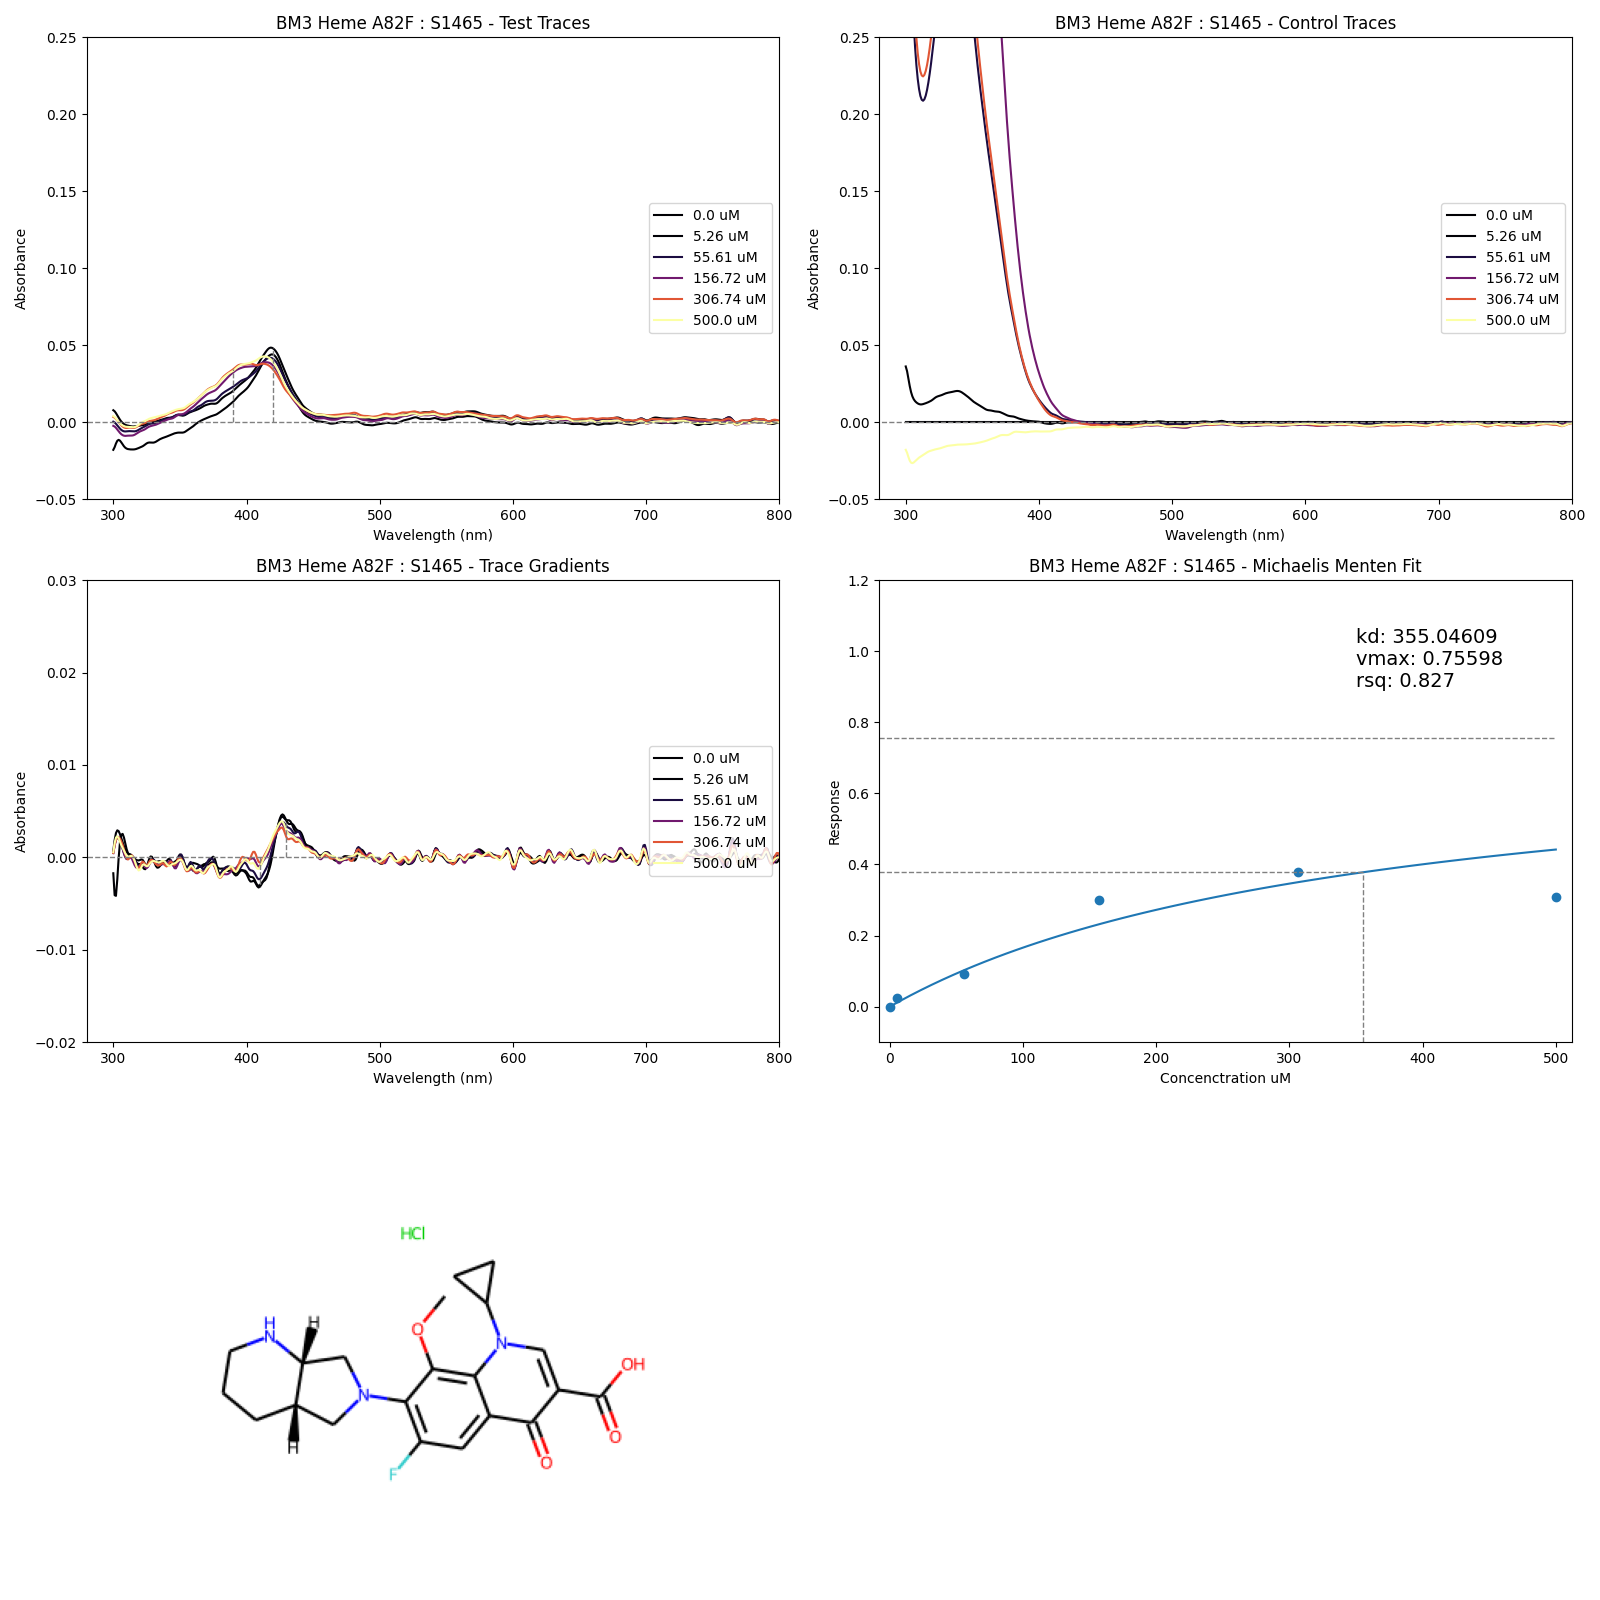 BM3 Heme A82F : S1465 - Test Traces
0.25
0.20
0.15
0.10
0.05
0.00
−0.05
Absorbance
300 400 500 600 700 800
Wavelength (nm)
0.0 uM
5.26 uM
55.61 uM
156.72 uM
306.74 uM
500.0 uM
BM3 Heme A82F : S1465 - Control Traces
0.25
0.20
0.15
0.10
0.05
0.00
−0.05
Absorbance
300 400 500 600 700 800
Wavelength (nm)
0.0 uM
5.26 uM
55.61 uM
156.72 uM
306.74 uM
500.0 uM
BM3 Heme A82F : S1465 - Trace Gradients
0.03
0.02
0.01
0.00
−0.01
−0.02
Absorbance
300 400 500 600 700 800
Wavelength (nm)
0.0 uM
5.26 uM
55.61 uM
156.72 uM
306.74 uM
500.0 uM
BM3 Heme A82F : S1465 - Michaelis Menten Fit
1.2
1.0
0.8
0.6
0.4
0.2
0.0
Response
0 100 200 300 400 500
Concenctration uM
kd: 355.04609
vmax: 0.75598
rsq: 0.827
HCl
H
N
H
O
N
OH
N
O
H
F
O